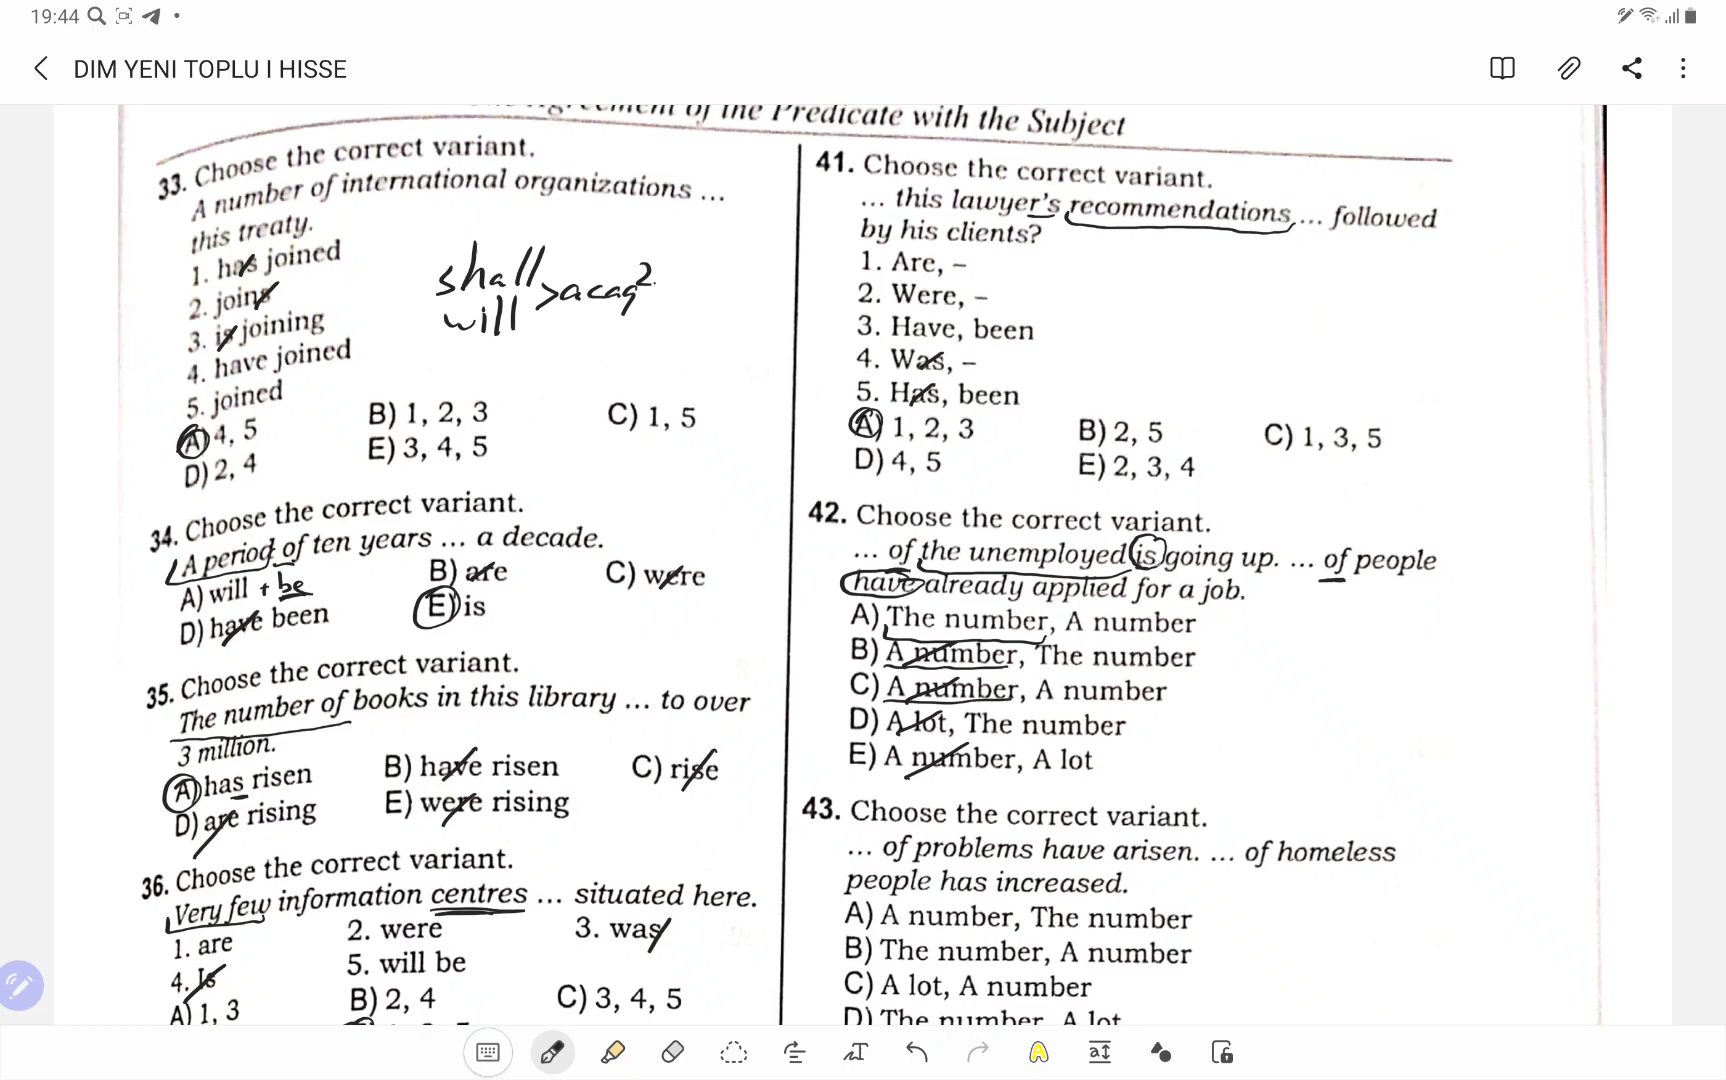 19:44
DIM YENI TOPLU I HISSE
Agreement of the Predicate with the Subject
33. Choose the correct variant.
A number of international organizations ...
this treaty.
1. has joined
2. joins
3. is joining
4. have joined
5. joined
A) 4, 5 B) 1, 2, 3 C) 1, 5
D) 2, 4 E) 3, 4, 5
shall
will
34. Choose the correct variant.
A period of ten years ... a decade.
A) will + be B) are C) were
D) have been E) is
35. Choose the correct variant.
The number of books in this library ... to over
3 million.
A) has risen B) have risen C) rise
D) are rising E) were rising
36. Choose the correct variant.
Very few information centres ... situated here.
1. are 2. were 3. was
4. Is 5. will be
A) 1, 3 B) 2, 4 C) 3, 4, 5
41. Choose the correct variant.
... this lawyer's recommendations ... followed
by his clients?
1. Are, –
2. Were, –
3. Have, been
4. Was, –
5. Has, been
A) 1, 2, 3 B) 2, 5 C) 1, 3, 5
D) 4, 5 E) 2, 3, 4
42. Choose the correct variant.
... of the unemployed is going up. ... of people
have already applied for a job.
A) The number, A number
B) A number, The number
C) A number, A number
D) A lot, The number
E) A number, A lot
43. Choose the correct variant.
... of problems have arisen. ... of homeless
people has increased.
A) A number, The number
B) The number, A number
C) A lot, A number
D) The number, A lot